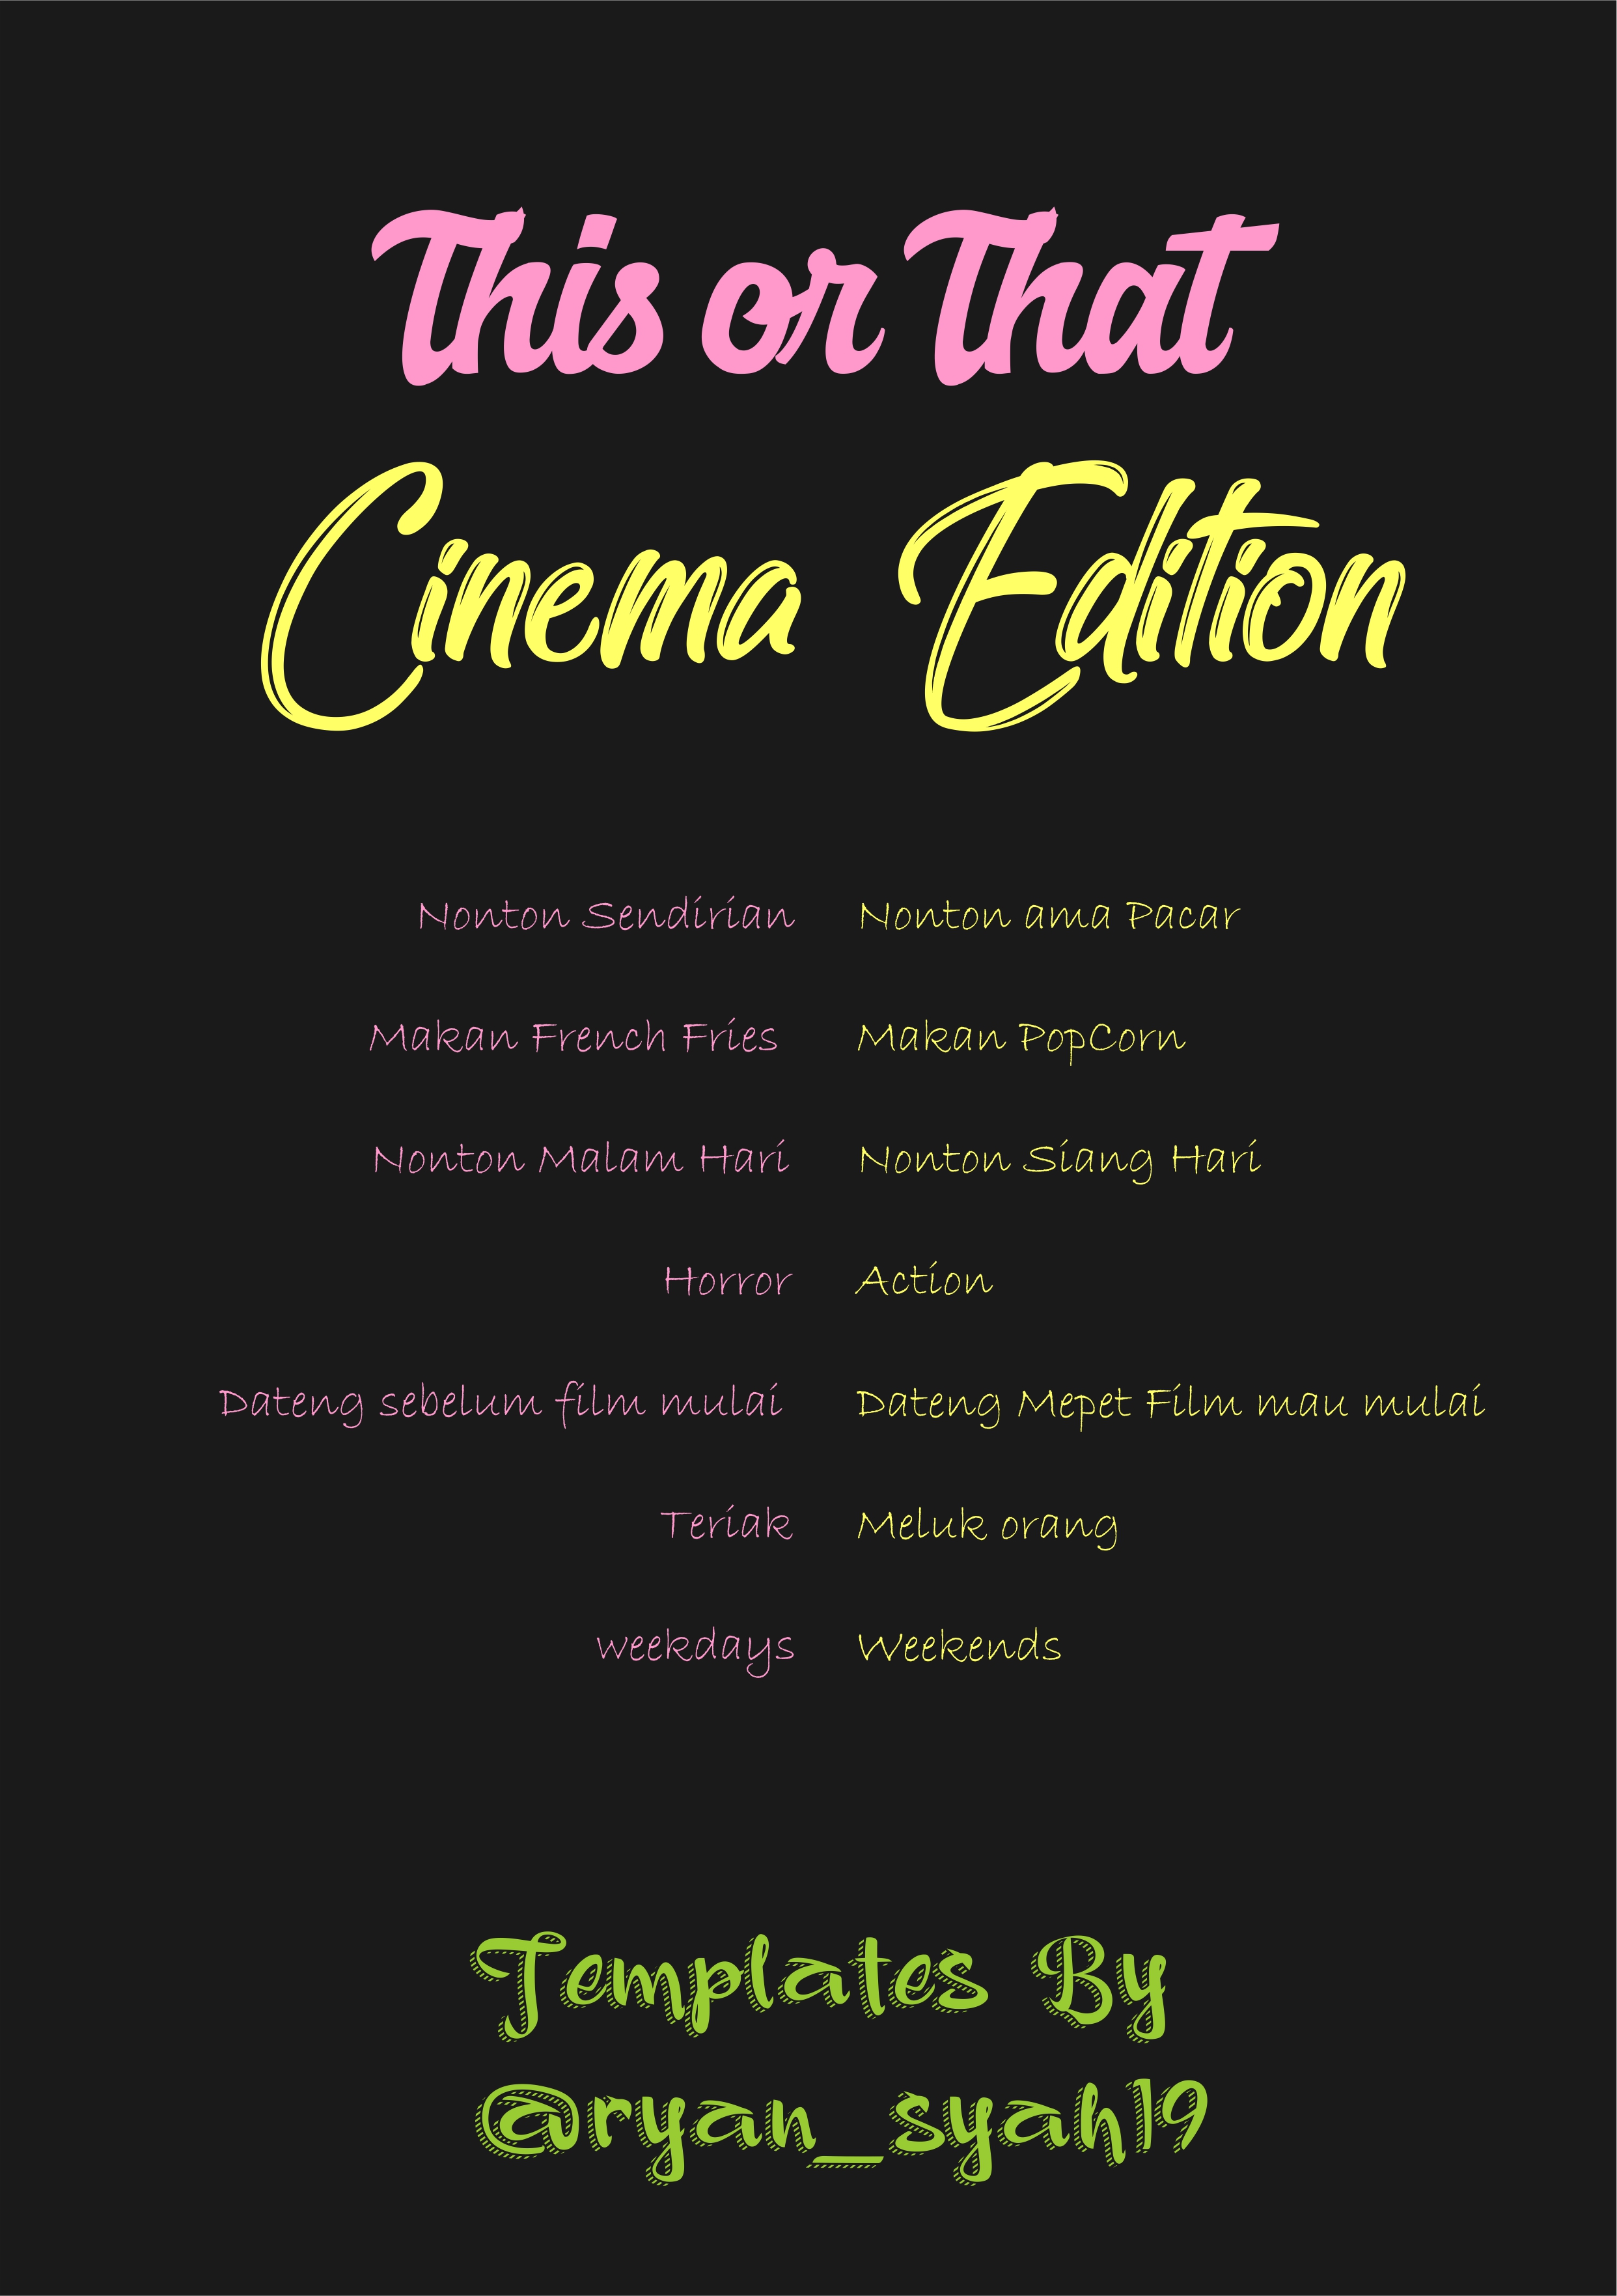 This or That
Cinema Edition
Nonton Sendirian Nonton ama Pacar
Makan French Fries Makan PopCorn
Nonton Malam Hari Nonton Siang Hari
Horror Action
Dateng sebelum film mulai Dateng Mepet Film mau mulai
Teriak Meluk orang
weekdays Weekends
Templates By
@ryan_syah19